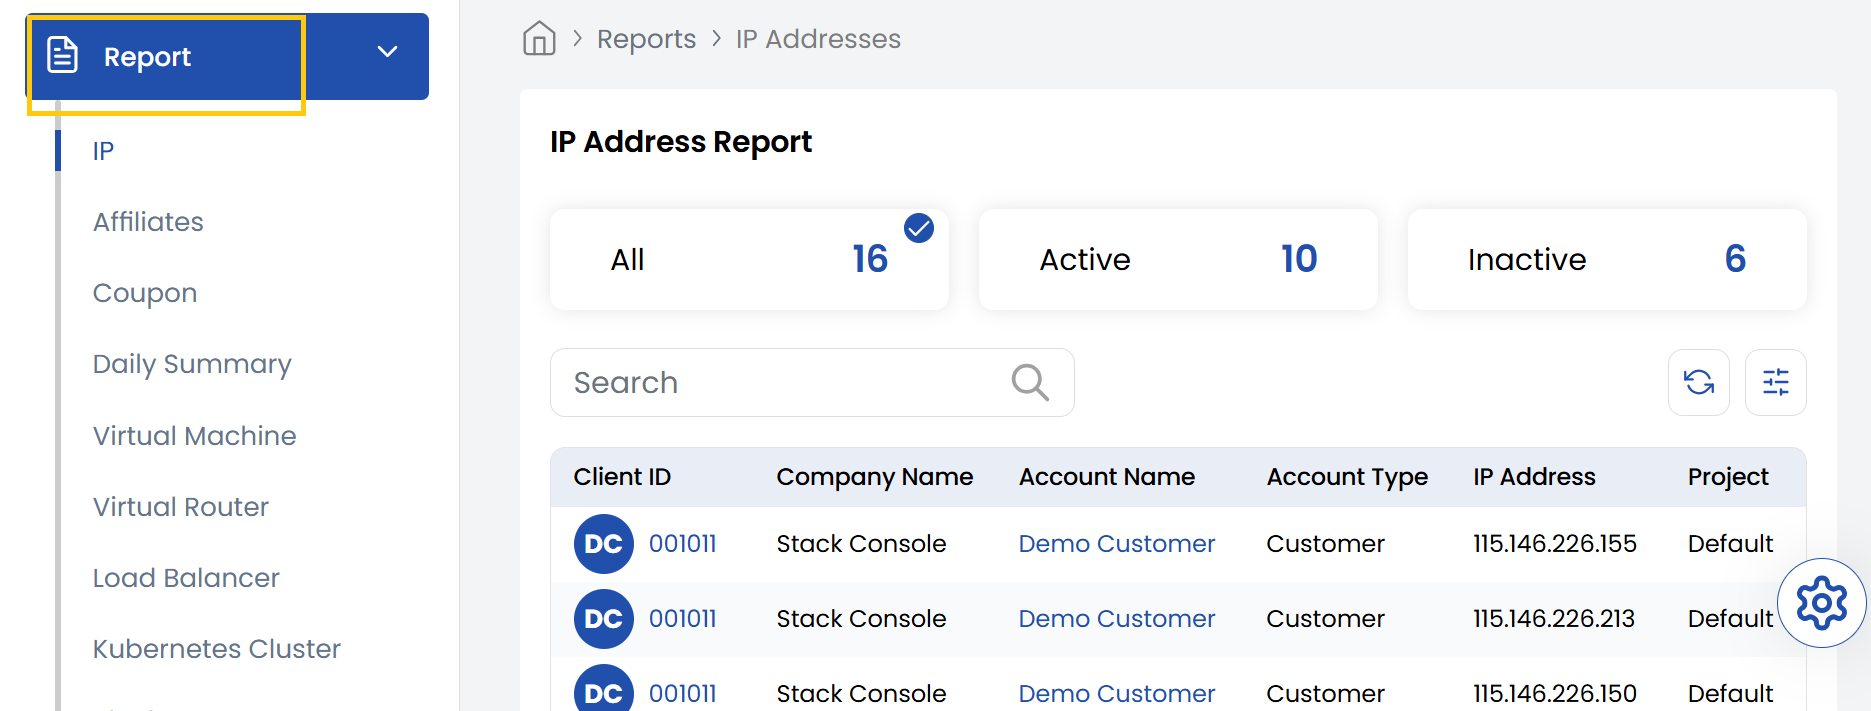 Report
IP
Affiliates
Coupon
Daily Summary
Virtual Machine
Virtual Router
Load Balancer
Kubernetes Cluster
Reports IP Addresses
IP Address Report
All 16 Active 10 Inactive 6
Search
Client ID Company Name Account Name Account Type IP Address Project
DC 001011 Stack Console Demo Customer Customer 115.146.226.155 Default
DC 001011 Stack Console Demo Customer Customer 115.146.226.213 Default
DC 001011 Stack Console Demo Customer Customer 115.146.226.150 Default